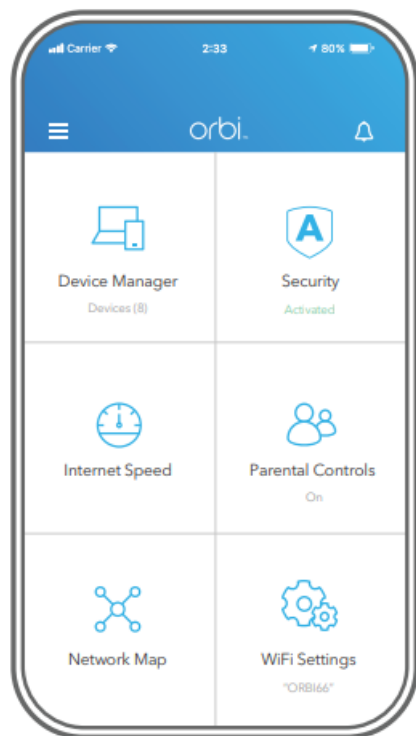 Carrier 2:33 80%
orbi
Device Manager
Devices (8)
Security
A
Activated
Internet Speed
Parental Controls
On
Network Map
WiFi Settings
"ORBI66"